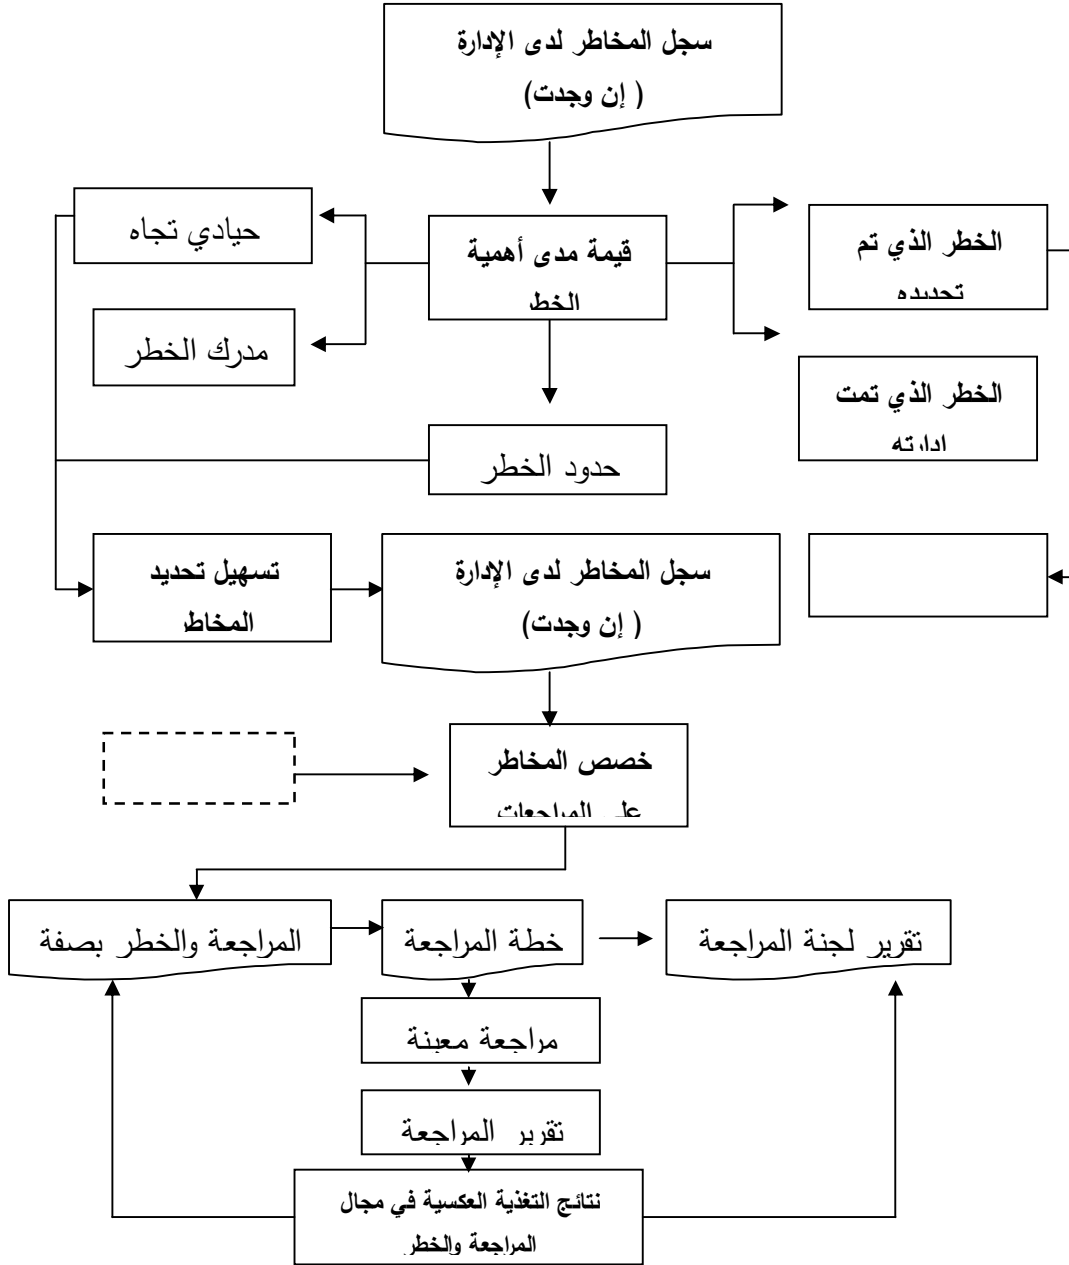 سجل المخاطر لدى الإدارة
( إن وجدت)
حيادي تجاه
قيمة مدى أهمية
الخطر
الخطر الذي تم
تحديده
مدرك الخطر
الخطر الذي تمت
ادارته
حدود الخطر
تسهيل تحديد
المخاطر
سجل المخاطر لدى الإدارة
( إن وجدت)
خصص المخاطر
على المراجعات
المراجعة والخطر بصفة
خطة المراجعة
تقرير لجنة المراجعة
مراجعة معينة
تقرير المراجعة
نتائج التغذية العكسية في مجال
المراجعة والخطر